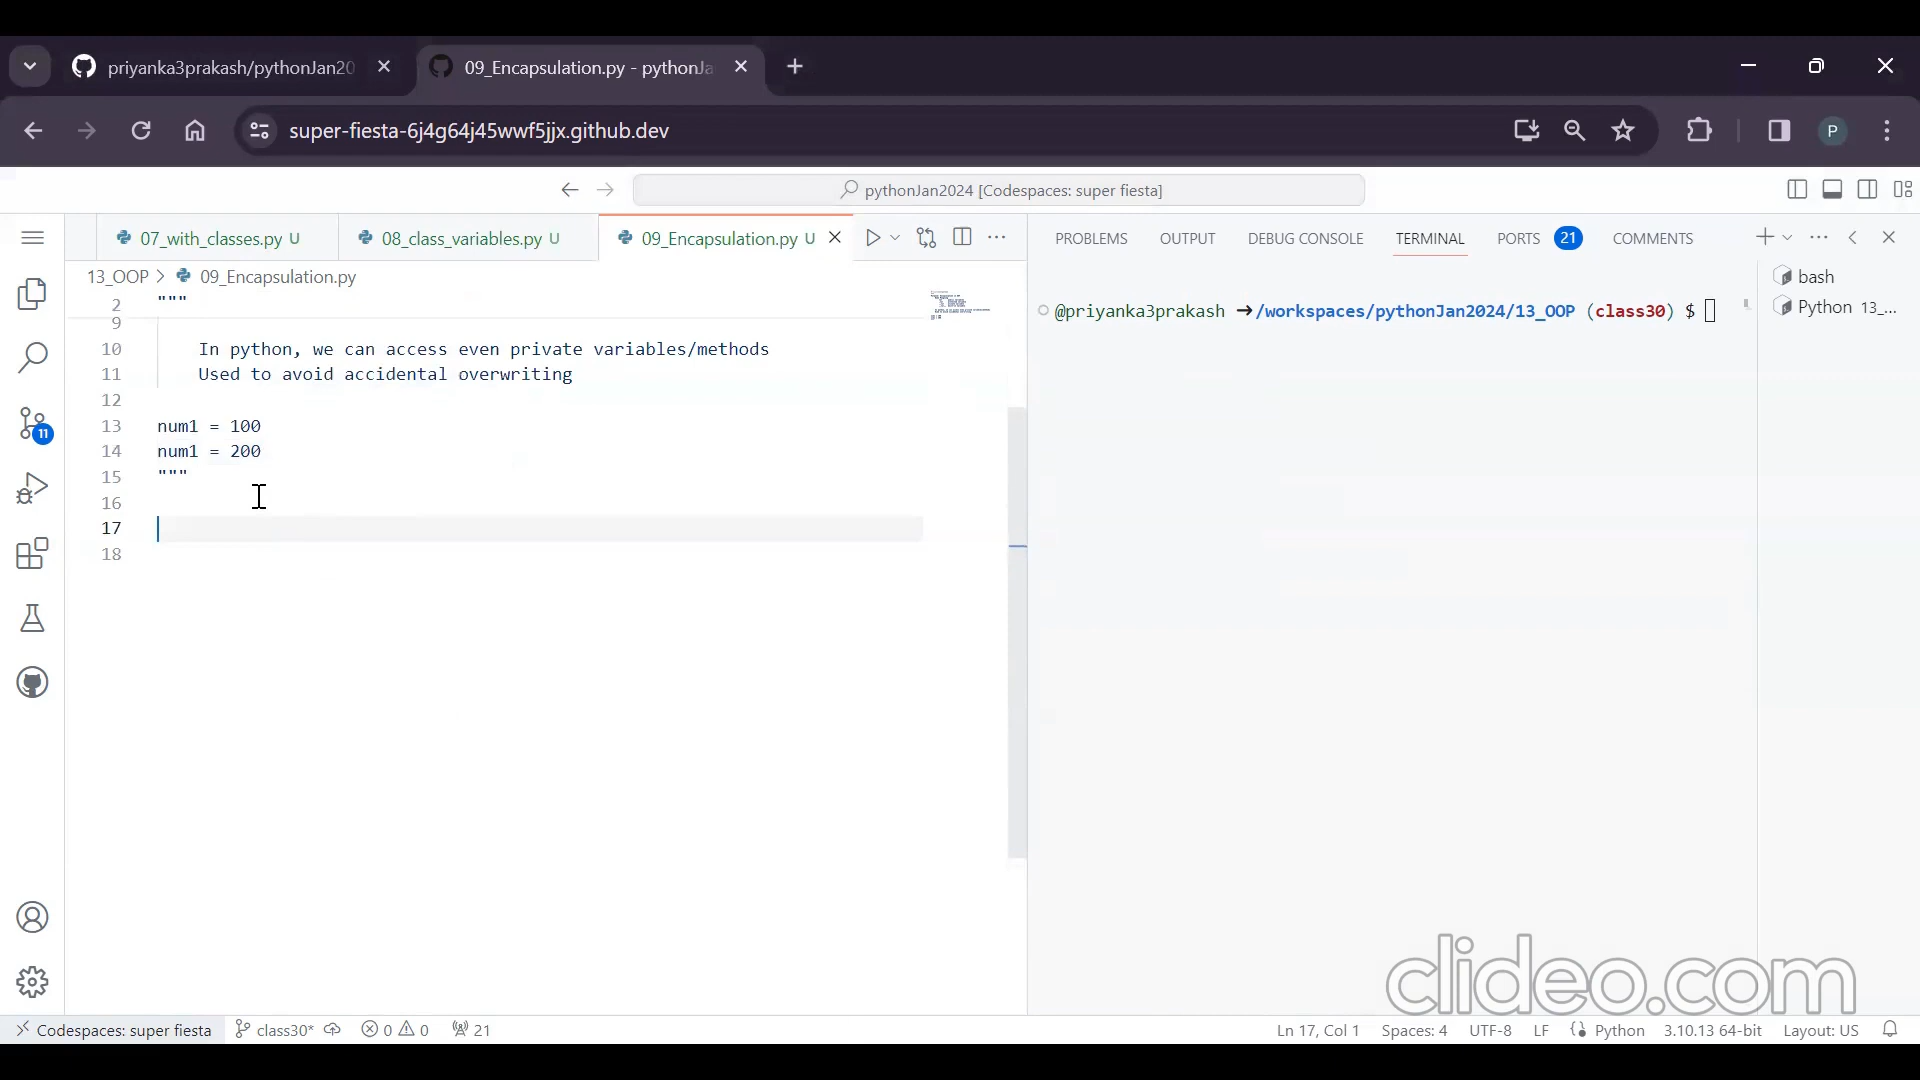 priyanka3prakash/pythonJan20
09_Encapsulation.py - pythonJa
super-fiesta-6j4g64j45wwf5jjx.github.dev
P
pythonJan2024 [Codespaces: super fiesta]
07_with_classes.py U
08_class_variables.py U
09_Encapsulation.py U
PROBLEMS
OUTPUT
DEBUG CONSOLE
TERMINAL
PORTS 21
COMMENTS
13_OOP > 09_Encapsulation.py
2 """
9
10 In python, we can access even private variables/methods
11 Used to avoid accidental overwriting
12
13 num1 = 100
14 num1 = 200
15 """
16
17
18
@priyanka3prakash →/workspaces/pythonJan2024/13_OOP (class30) $
bash
Python 13_...
11
clideo.com
Codespaces: super fiesta
class30*
0 0
21
Ln 17, Col 1
Spaces: 4
UTF-8
LF
Python
3.10.13 64-bit
Layout: US